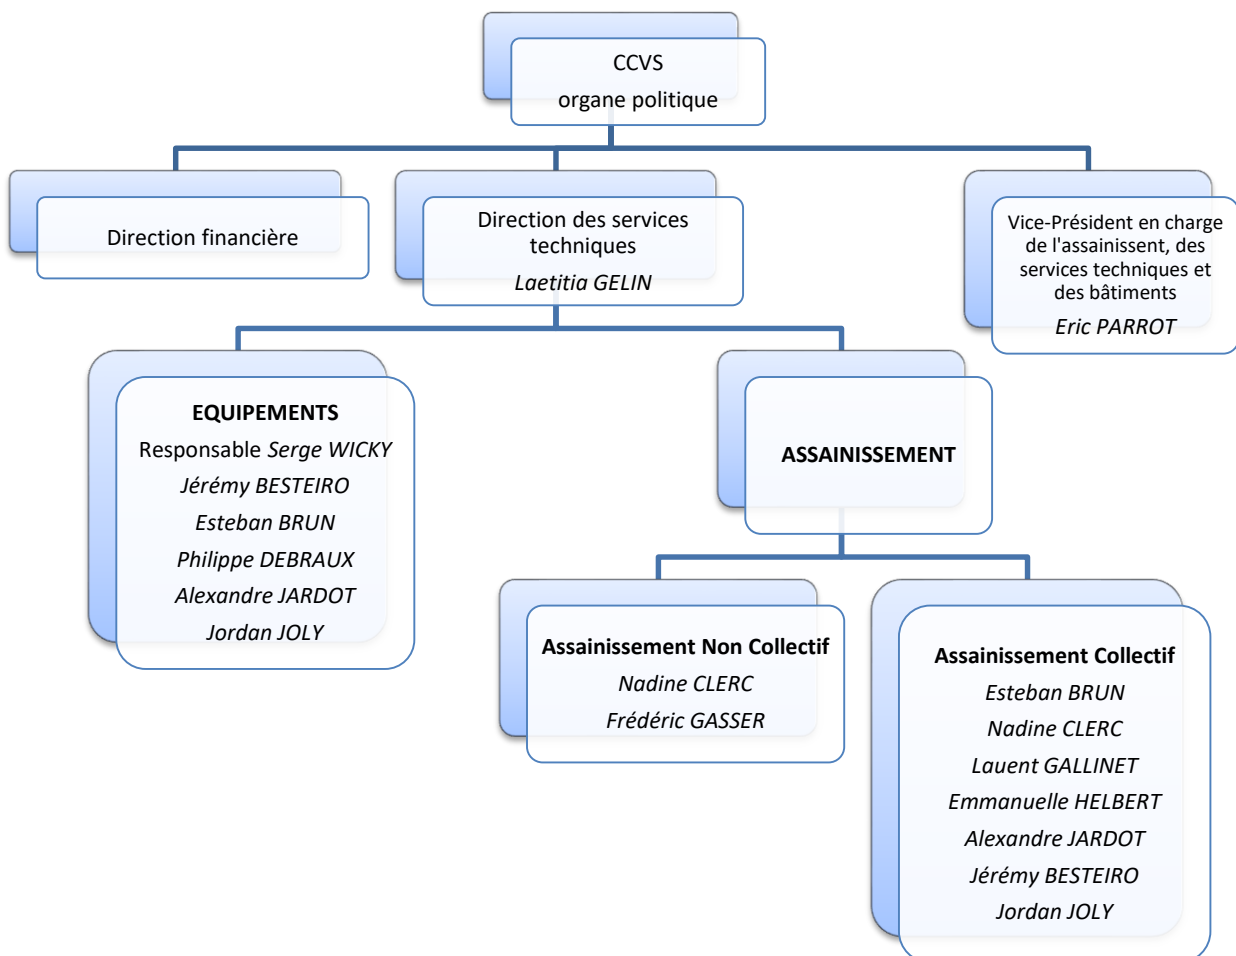 CCVS
organe politique
Direction financière
Direction des services
techniques
Laetitia GELIN
Vice-Président en charge
de l'assainissent, des
services techniques et
des bâtiments
Eric PARROT
EQUIPEMENTS
Responsable Serge WICKY
Jérémy BESTEIRO
Esteban BRUN
Philippe DEBRAUX
Alexandre JARDOT
Jordan JOLY
ASSAINISSEMENT
Assainissement Non Collectif
Nadine CLERC
Frédéric GASSER
Assainissement Collectif
Esteban BRUN
Nadine CLERC
Lauent GALLINET
Emmanuelle HELBERT
Alexandre JARDOT
Jérémy BESTEIRO
Jordan JOLY